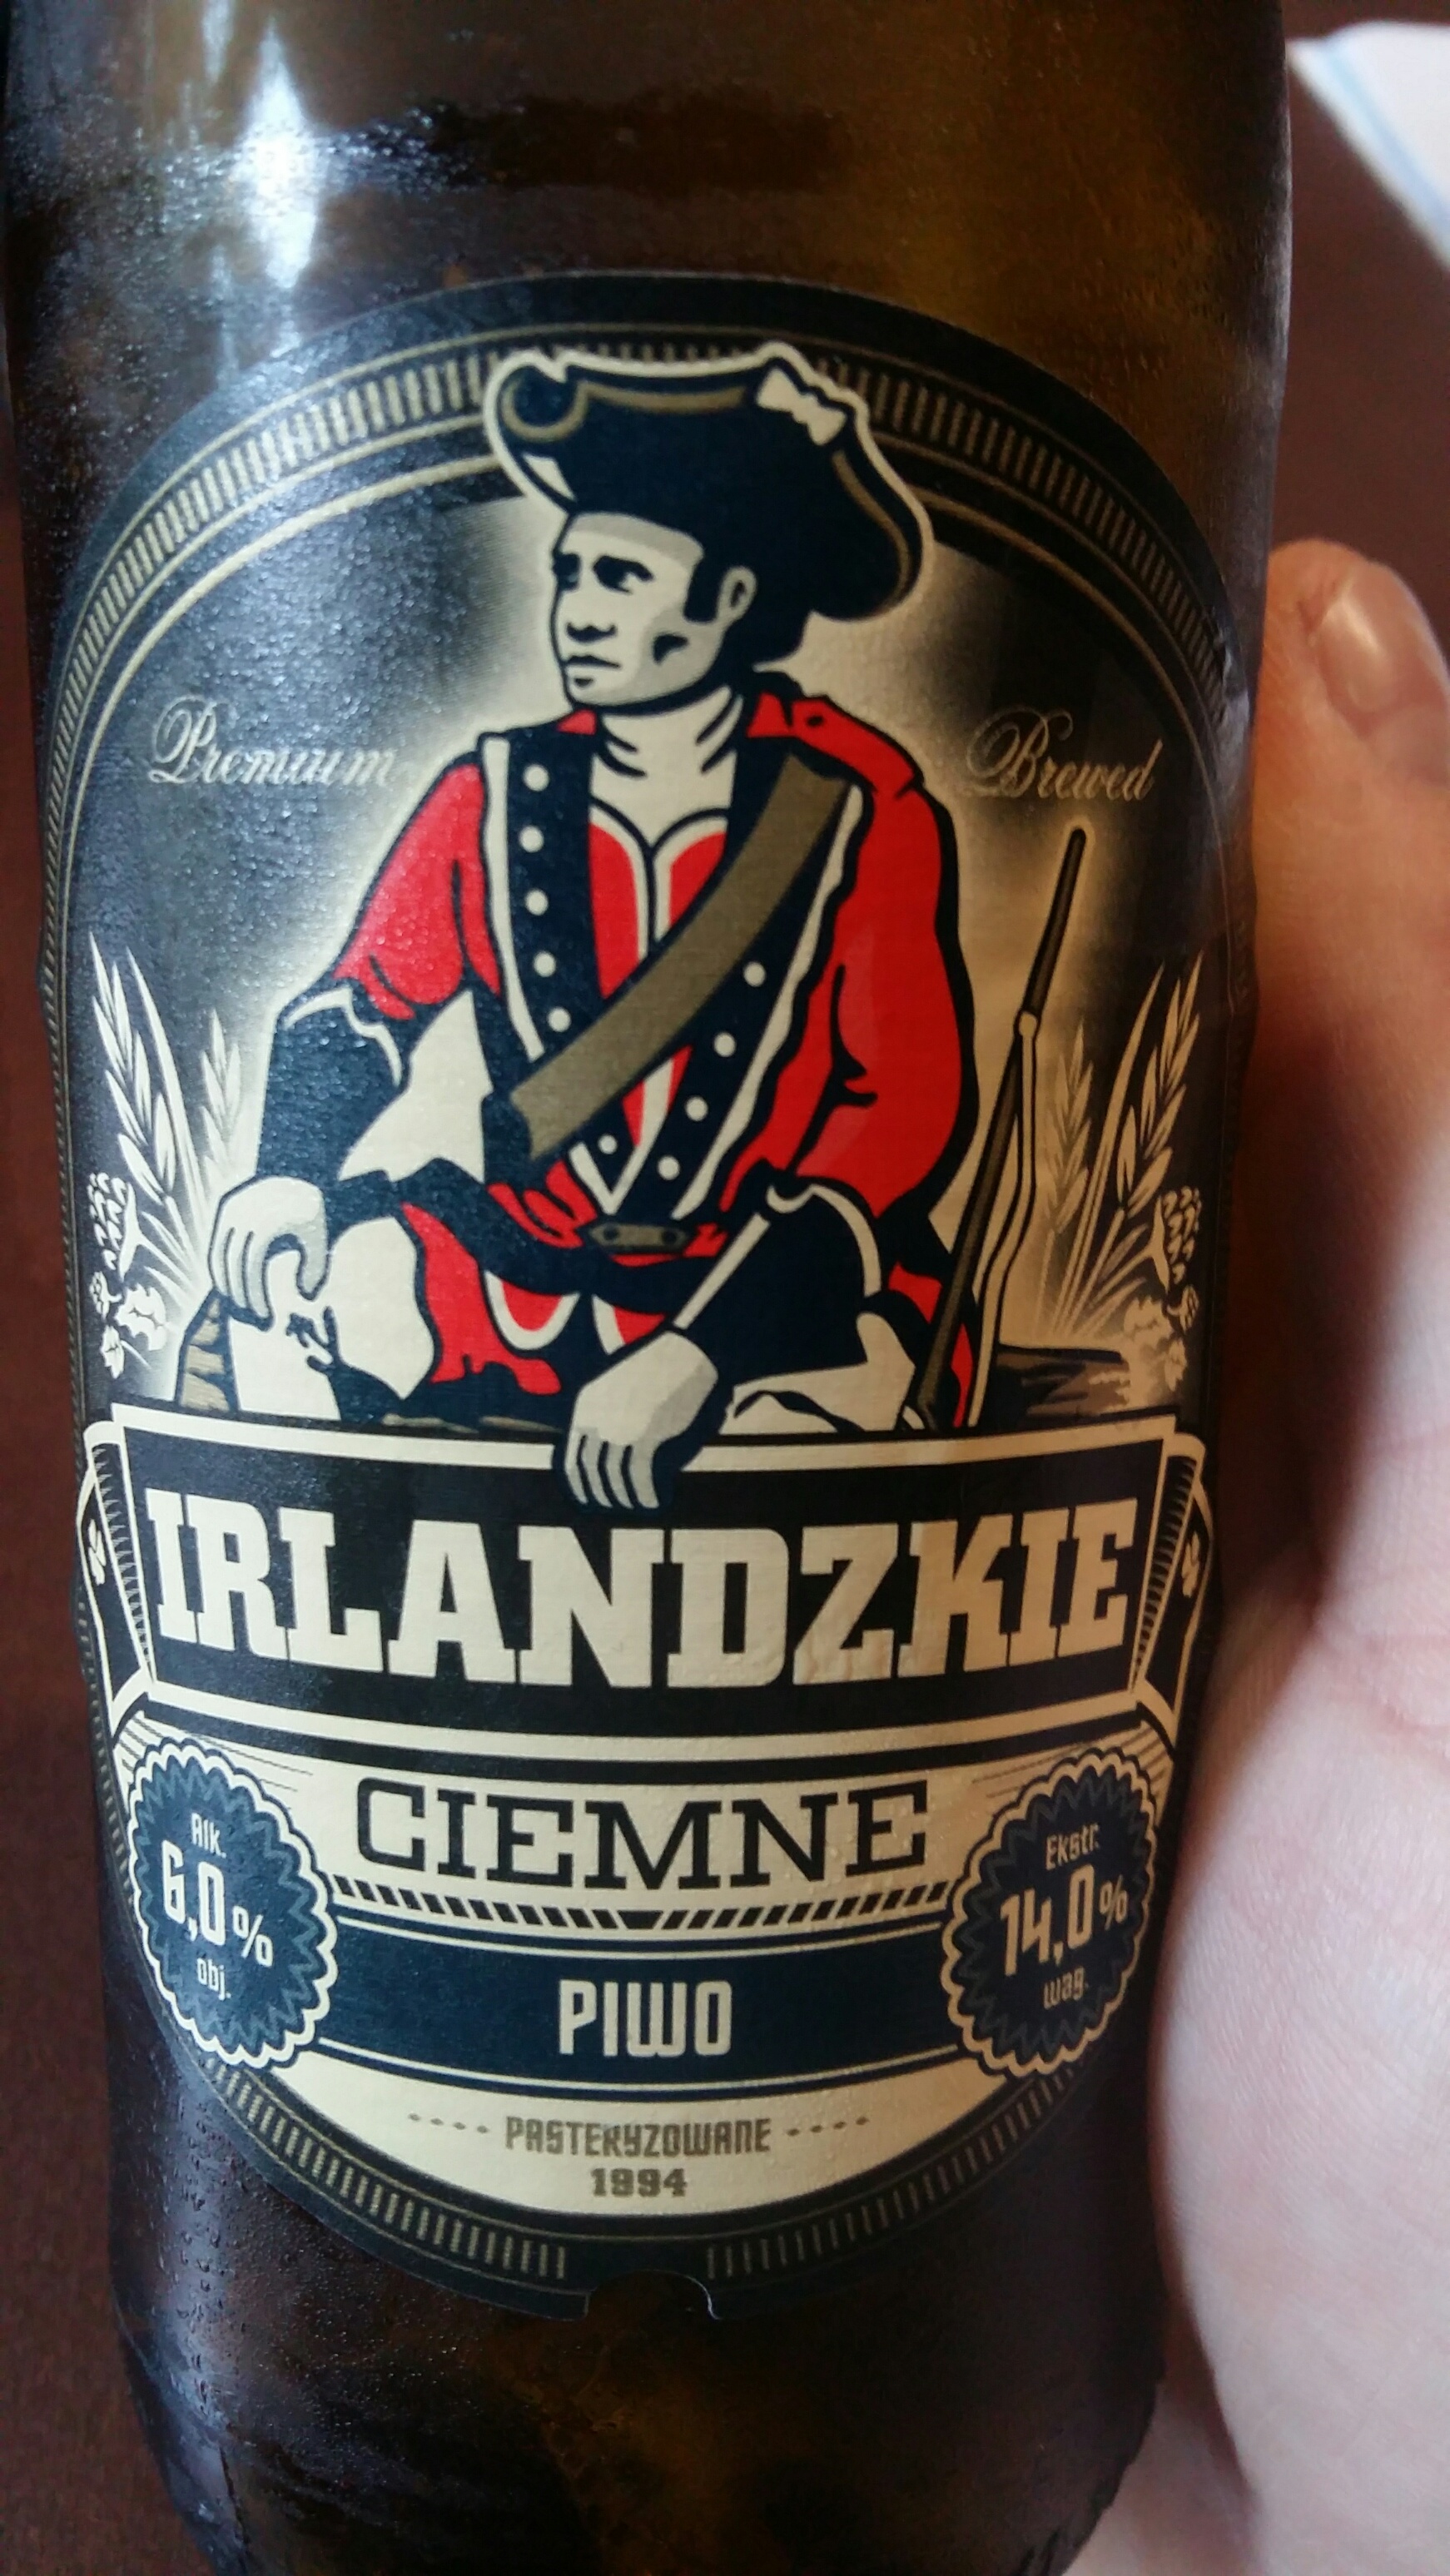 Premium Brewed
IRLANDZKIE
CIEMNE
Alk.
6,0%
obj.
Ekstr.
14,0%
wag.
PIWO
PASTERYZOWANE
1994